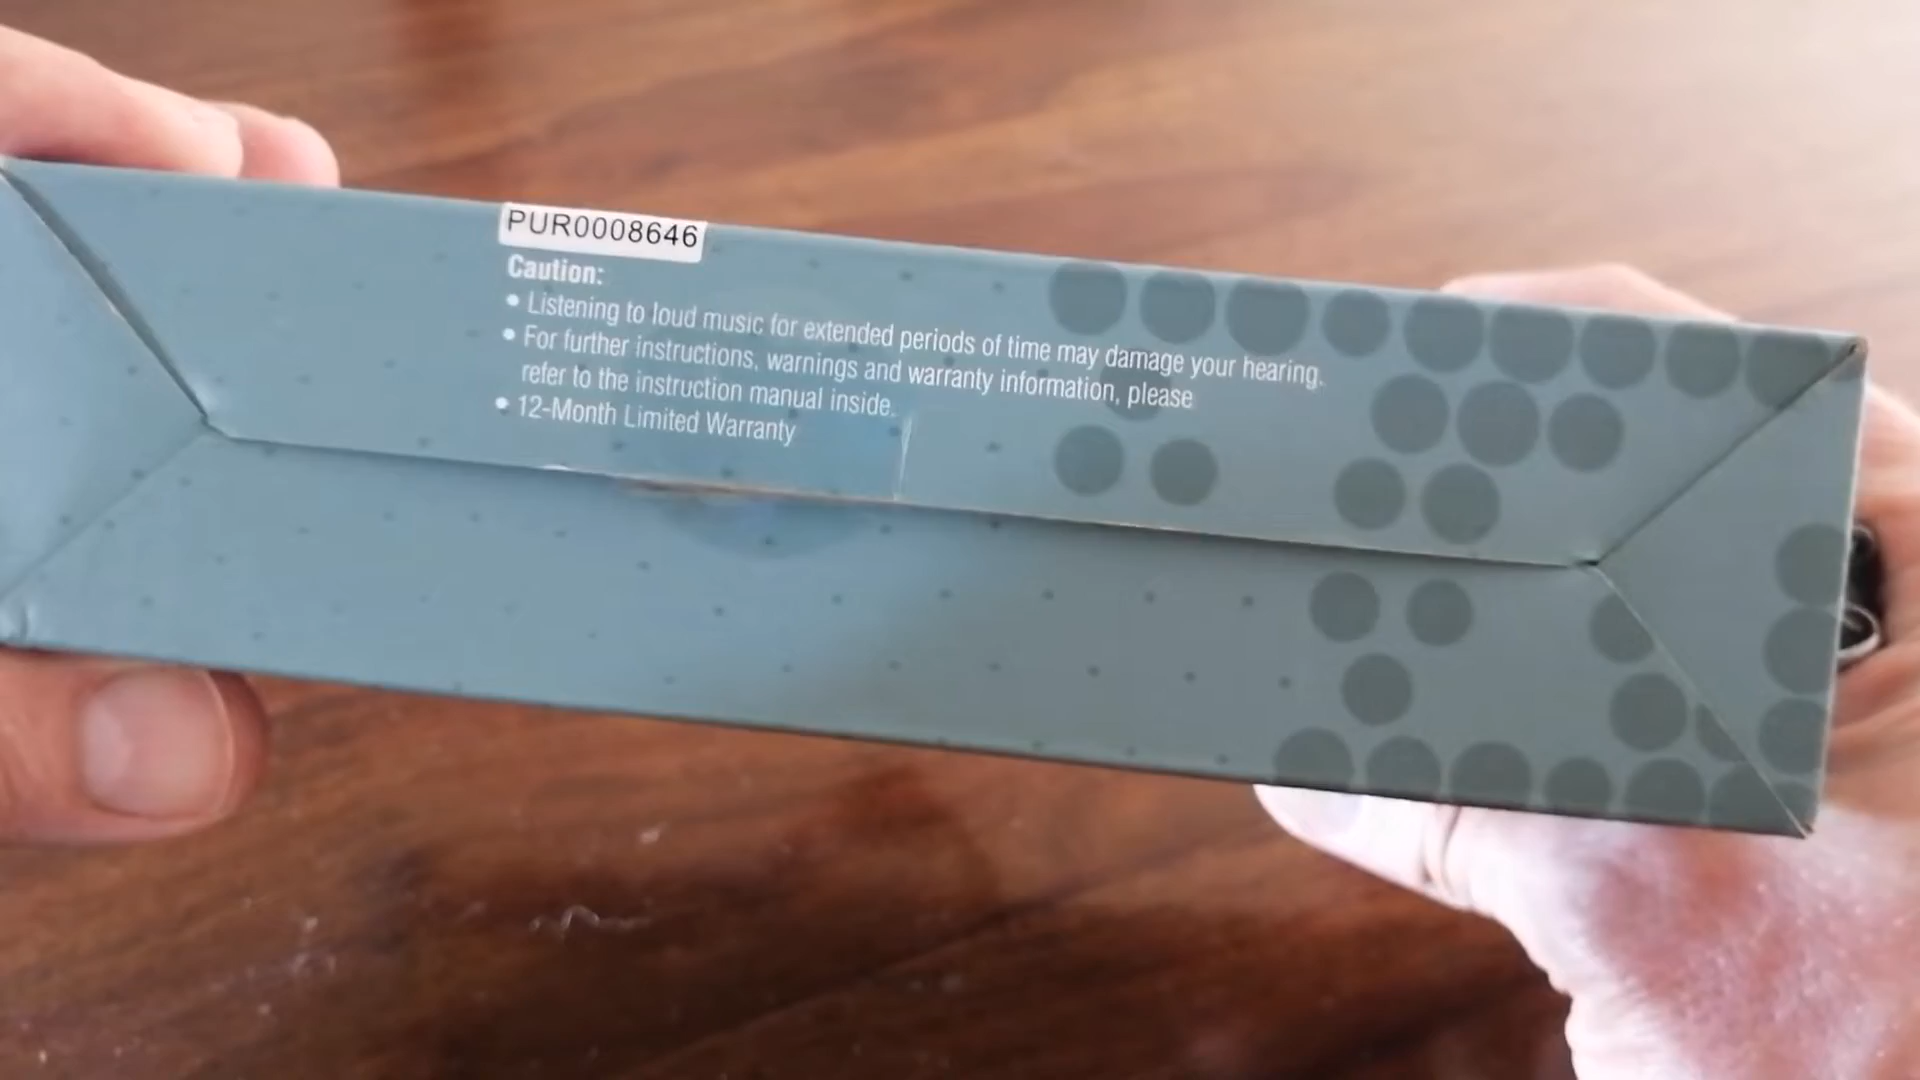 PUR0008646
Caution:
• Listening to loud music for extended periods of time may damage your hearing.
• For further instructions, warnings and warranty information, please
refer to the instruction manual inside.
• 12-Month Limited Warranty